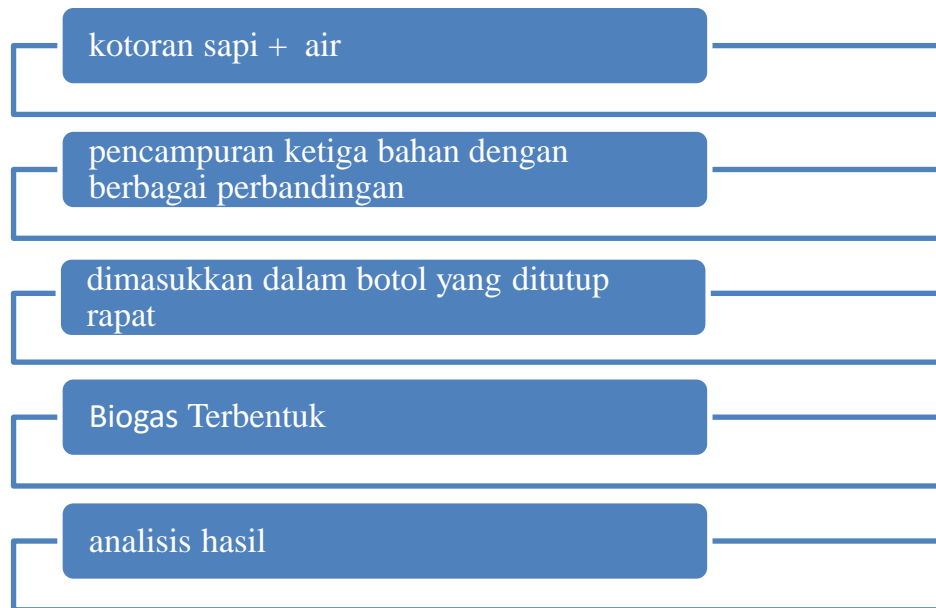 kotoran sapi + air
pencampuran ketiga bahan dengan
berbagai perbandingan
dimasukkan dalam botol yang ditutup
rapat
Biogas Terbentuk
analisis hasil